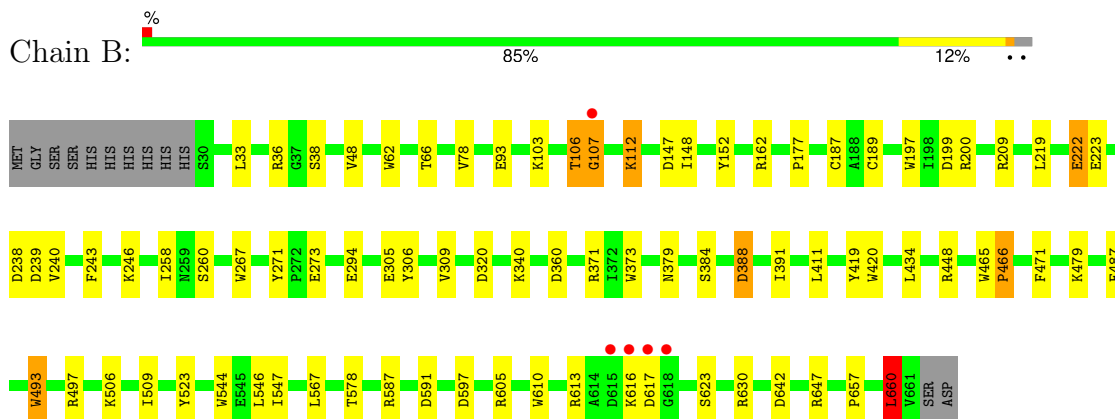 %
Chain B:
85% 12% • •
MET GLY SER SER HIS HIS HIS HIS HIS HIS S30 L33 R36 G37 S38 V48 W62 T66 V78 E93 K103 T106 G107 K112 D147 I148 Y152 R162 P177 C187 A188 C189 W197 I198 D199 R200 R209 L219 E222 E223
D238 D239 V240 F243 K246 I258 N259 S260 W267 Y271 P272 E273 E294 E305 Y306 V309 D320 K340 D360 R371 I372 W373 N379 S384 D388 I391 L411 Y419 W420 L434 R448 W465 P466 F471 K479
W493 R497 K506 I509 Y523 W544 E545 L546 I547 L567 T578 R587 D591 D597 R605 W610 R613 A614 D615 K616 D617 G618 S623 R630 D642 R647 P657 L660 V661 SER ASP